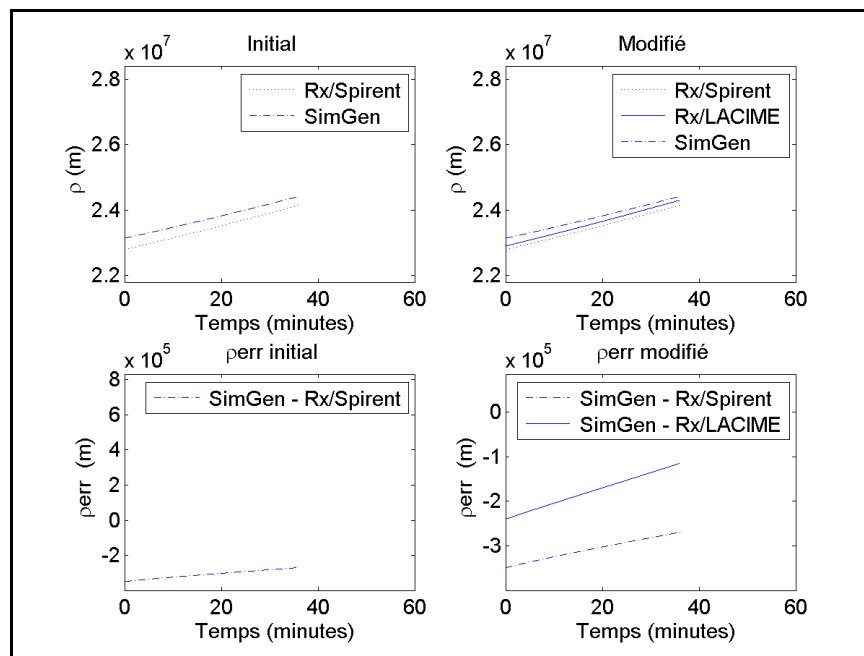 Initial
x 10^7
2.8
2.6
2.4
2.2
ρ (m)
Rx/Spirent
SimGen
0 20 40 60
Temps (minutes)
Modifié
x 10^7
2.8
2.6
2.4
2.2
ρ (m)
Rx/Spirent
Rx/LACIME
SimGen
0 20 40 60
Temps (minutes)
ρerr initial
x 10^5
8
6
4
2
0
-2
ρerr (m)
SimGen - Rx/Spirent
0 20 40 60
Temps (minutes)
ρerr modifié
x 10^5
0
-1
-2
-3
ρerr (m)
SimGen - Rx/Spirent
SimGen - Rx/LACIME
0 20 40 60
Temps (minutes)